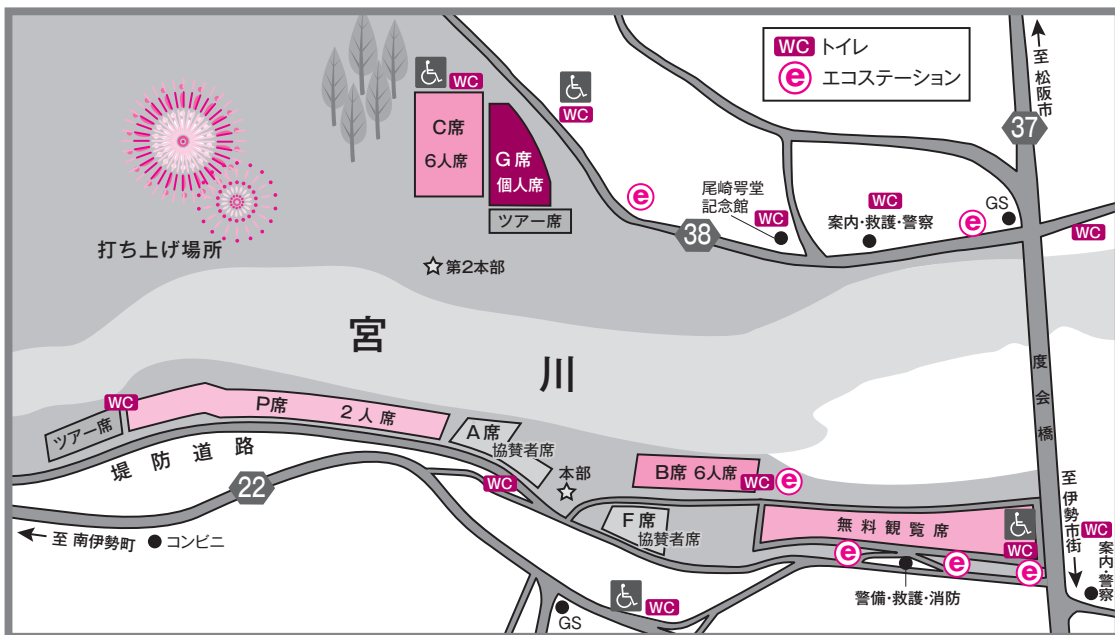 WC トイレ
e エコステーション
至 松阪市
37
WC
C席
6人席
G席
個人席
ツアー席
WC
e
尾崎咢堂
記念館
WC
38
WC
案内・救護・警察
GS
e
WC
打ち上げ場所
第2本部
宮川
度会橋
WC
P席 2人席
ツアー席
A席
協賛者席
堤防道路
22
WC
本部
B席 6人席
WC
e
F席
協賛者席
無料観覧席
WC
e
e
e
至 伊勢市街
WC
案内・警察
至 南伊勢町
コンビニ
警備・救護・消防
WC
GS